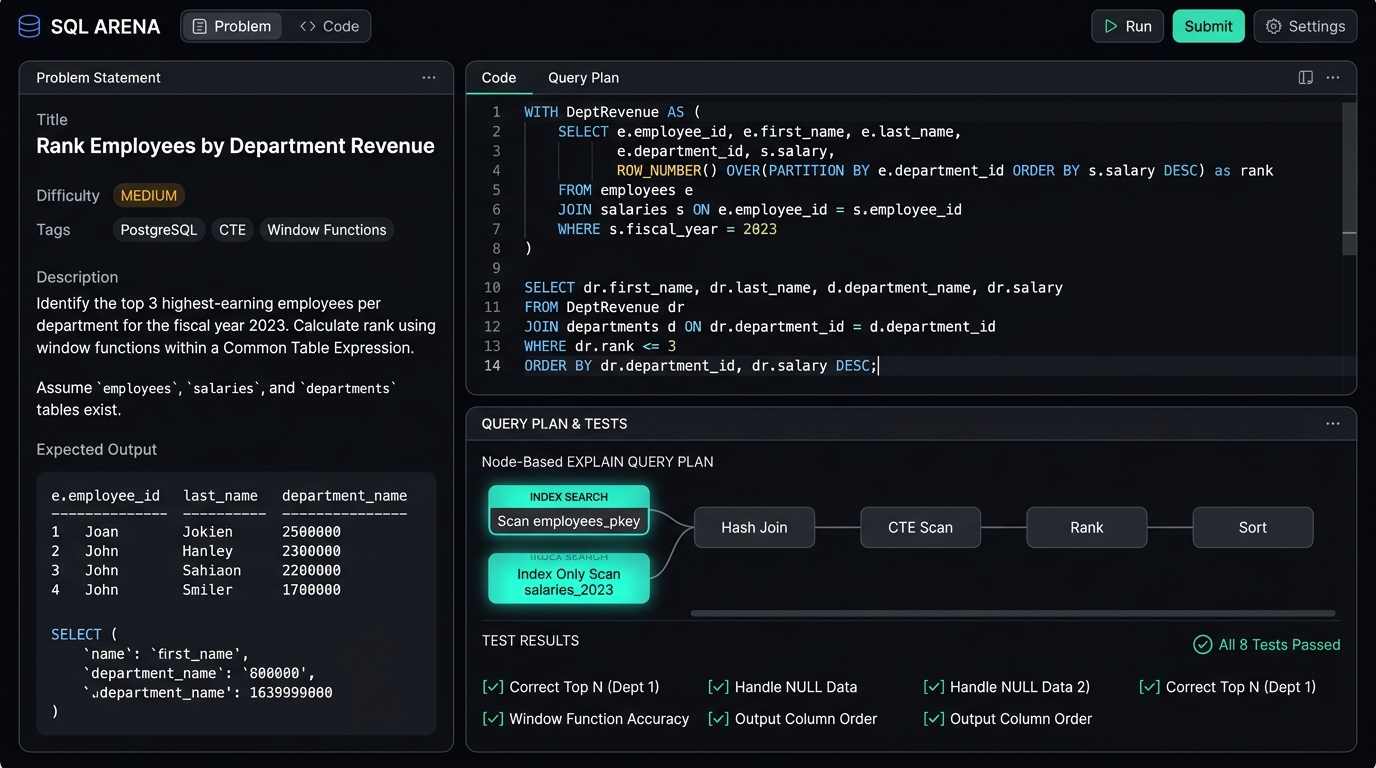 SQL ARENA
Problem
<> Code
Run
Submit
Settings
Problem Statement
Title
Rank Employees by Department Revenue
Difficulty MEDIUM
Tags PostgreSQL CTE Window Functions
Description
Identify the top 3 highest-earning employees per
department for the fiscal year 2023. Calculate rank using
window functions within a Common Table Expression.
Assume `employees`, `salaries`, and `departments`
tables exist.
Expected Output
e.employee_id last_name department_name
1 Joan Jokien 2500000
2 John Hanley 2300000
3 John Sahiaon 2200000
4 John Smiler 1700000
SELECT (
`name`: `first_name',
`department_name`: `800000',
department_name': 1639999000
)
Code Query Plan
1 WITH DeptRevenue AS (
2 SELECT e.employee_id, e.first_name, e.last_name,
3 e.department_id, s.salary,
4 ROW_NUMBER() OVER(PARTITION BY e.department_id ORDER BY s.salary DESC) as rank
5 FROM employees e
6 JOIN salaries s ON e.employee_id = s.employee_id
7 WHERE s.fiscal_year = 2023
8 )
9
10 SELECT dr.first_name, dr.last_name, d.department_name, dr.salary
11 FROM DeptRevenue dr
12 JOIN departments d ON dr.department_id = d.department_id
13 WHERE dr.rank <= 3
14 ORDER BY dr.department_id, dr.salary DESC;
QUERY PLAN & TESTS
Node-Based EXPLAIN QUERY PLAN
INDEX SEARCH
Scan employees_pkey
Index Only Scan
salaries_2023
Hash Join
CTE Scan
Rank
Sort
TEST RESULTS
All 8 Tests Passed
[✓] Correct Top N (Dept 1) [✓] Handle NULL Data [✓] Handle NULL Data 2) [✓] Correct Top N (Dept 1)
[✓] Window Function Accuracy [✓] Output Column Order [✓] Output Column Order